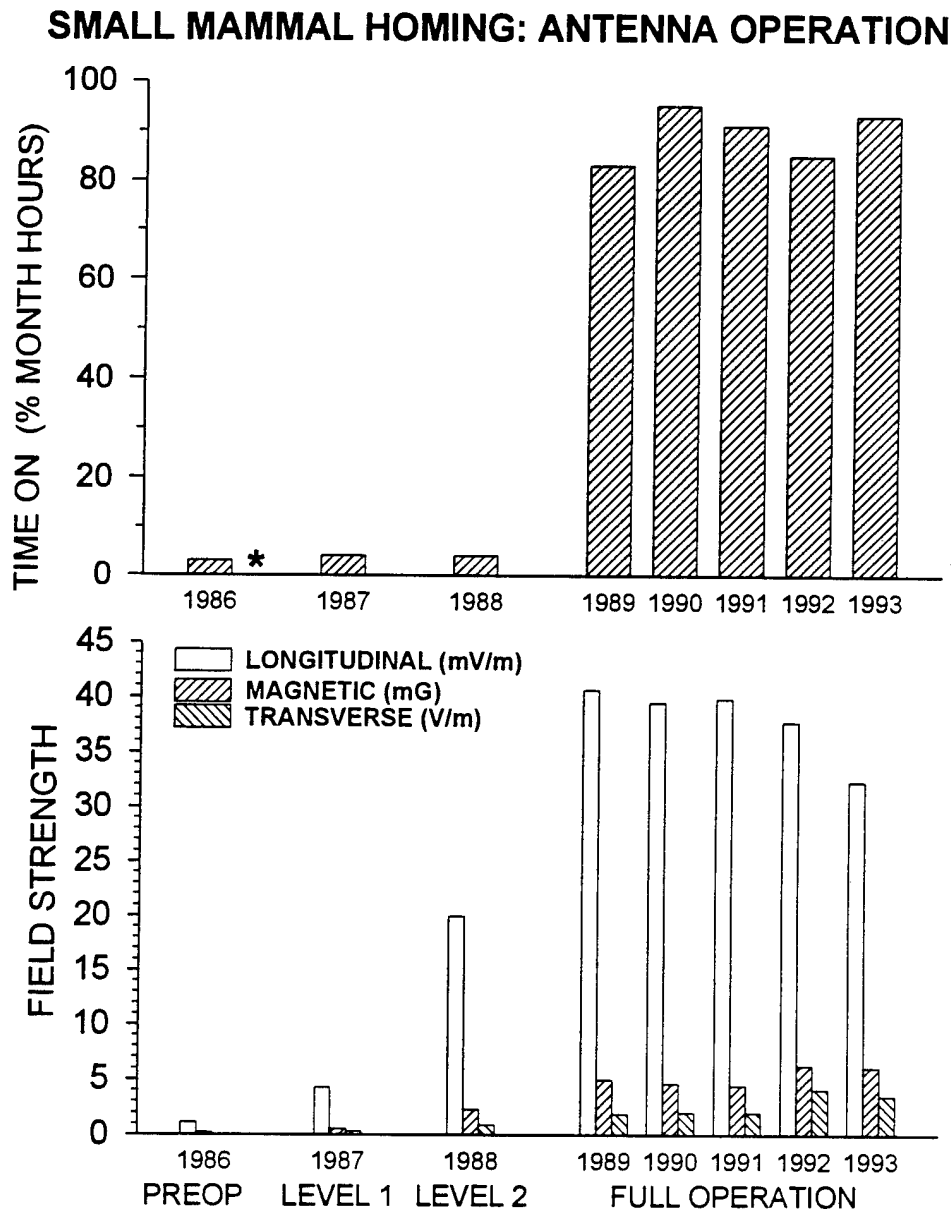 SMALL MAMMAL HOMING: ANTENNA OPERATION
TIME ON (% MONTH HOURS)
100
80
60
40
20
0
*
1986 1987 1988 1989 1990 1991 1992 1993
FIELD STRENGTH
45
40
35
30
25
20
15
10
5
0
LONGITUDINAL (mV/m)
MAGNETIC (mG)
TRANSVERSE (V/m)
1986 1987 1988 1989 1990 1991 1992 1993
PREOP LEVEL 1 LEVEL 2 FULL OPERATION